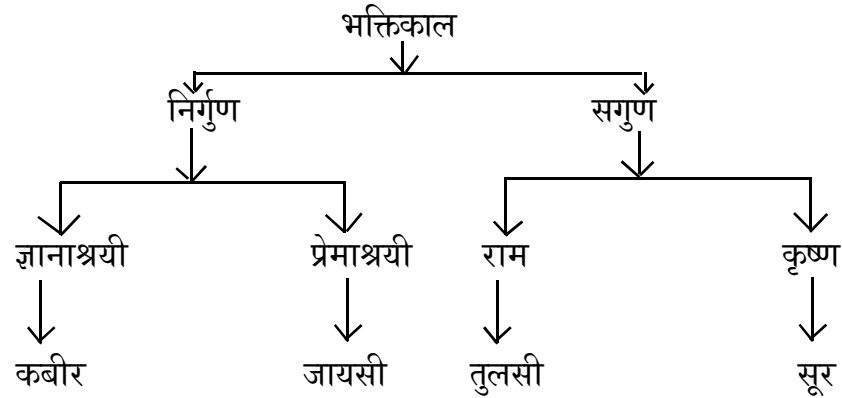 भक्तिकाल
निर्गुण सगुण
ज्ञानाश्रयी प्रेमाश्रयी राम कृष्ण
कबीर जायसी तुलसी सूर